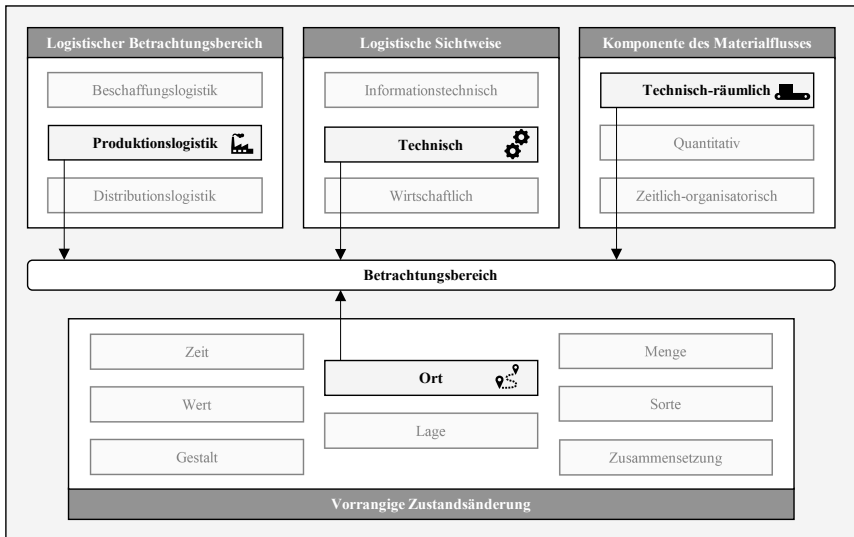 Logistischer Betrachtungsbereich
Beschaffungslogistik
Produktionslogistik
Distributionslogistik
Logistische Sichtweise
Informationstechnisch
Technisch
Wirtschaftlich
Komponente des Materialflusses
Technisch-räumlich
Quantitativ
Zeitlich-organisatorisch
Betrachtungsbereich
Zeit
Wert
Gestalt
Ort
Lage
Menge
Sorte
Zusammensetzung
Vorrangige Zustandsänderung